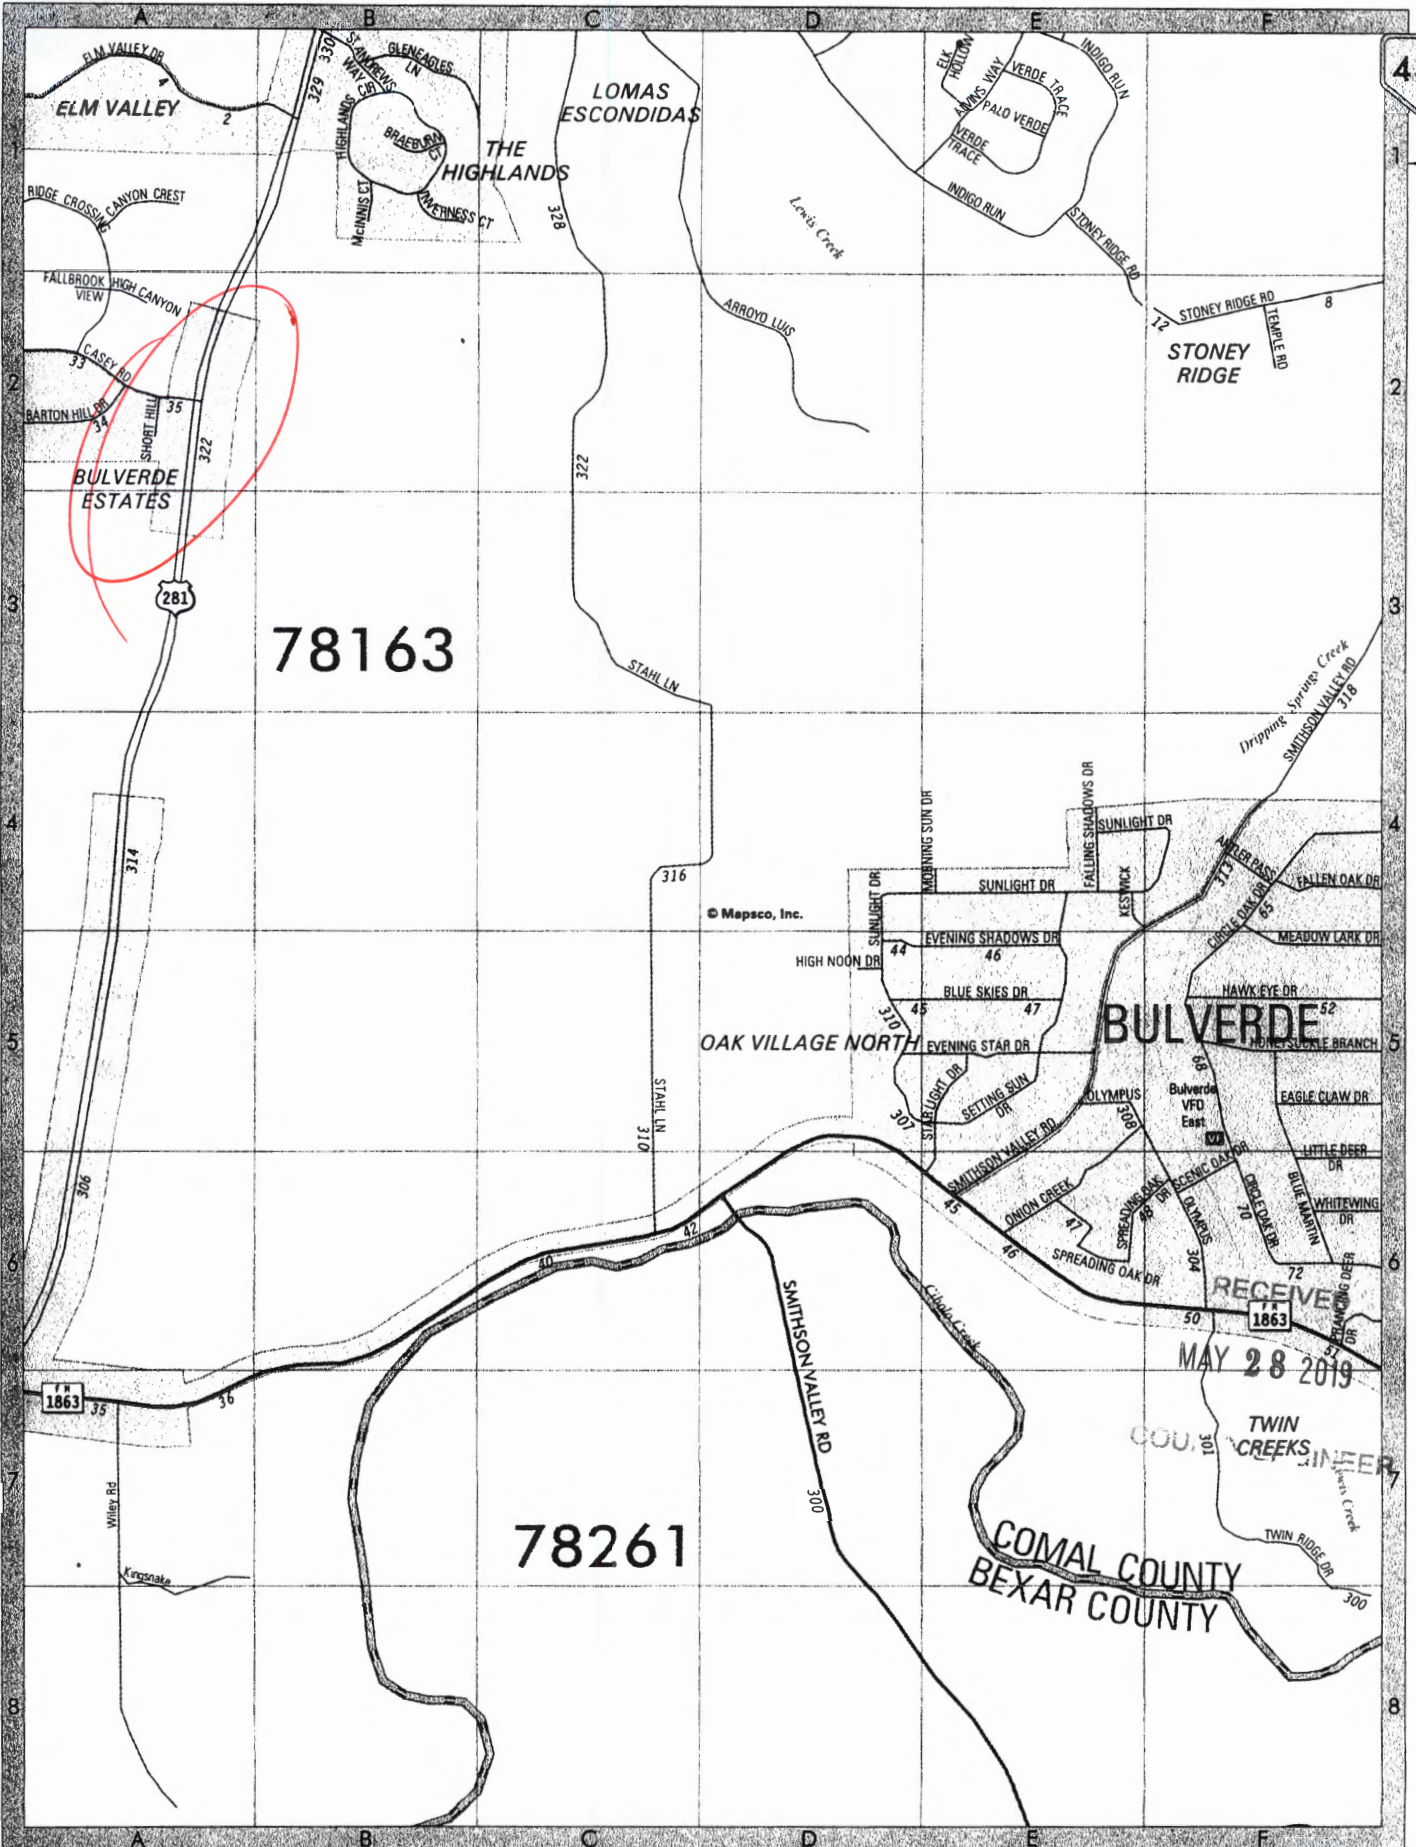 A B C D E F
4
ELM VALLEY DR
4
ELM VALLEY
2
330
329
ST ANDREWS
WAY CIR
GLENEAGLES
LN
HIGHLANDS
BRAEBURN
CT
THE
HIGHLANDS
McINNIS CT
INVERNESS CT
LOMAS
ESCONDIDAS
328
ELK
HOLLOW
ALVINS WAY
VERDE TRACE
PALO VERDE
VERDE
TRACE
INDIGO RUN
INDIGO RUN
1
1
RIDGE CROSSING
CANYON CREST
Lewis Creek
STONEY RIDGE RD
FALLBROOK
VIEW
HIGH CANYON
ARROYO LUIS
12
STONEY RIDGE RD
8
TEMPLE RD
STONEY
RIDGE
33
CASEY RD
2
2
BARTON HILL DR
34
35
SHORT HILL
322
322
BULVERDE
ESTATES
281
3
3
78163
STAHL LN
Dripping Springs Creek
SMITHSON VALLEY RD
318
4
4
314
316
© Mapsco, Inc.
MORNING SUN DR
FALLING SHADOWS DR
SUNLIGHT DR
SUNLIGHT DR
SUNLIGHT DR
KESWICK
ANTLER PASS
313
FALLEN OAK DR
CIRCLE OAK DR
65
EVENING SHADOWS DR
44
46
MEADOW LARK DR
HIGH NOON DR
BLUE SKIES DR
45
47
HAWK EYE DR
52
310
BULVERDE
5
5
OAK VILLAGE NORTH
EVENING STAR DR
HONEYSUCKLE BRANCH
68
STAR LIGHT DR
SETTING SUN
DR
307
OLYMPUS
308
Bulverde
VFD
East
EAGLE CLAW DR
STAHL LN
310
SMITHSON VALLEY RD
SCENIC OAK DR
LITTLE DEER
DR
306
45
ONION CREEK
47
SPREADING OAK
DR
48
OLYMPUS
CIRCLE OAK DR
70
BLUE MARTIN
WHITEWING
DR
6
6
42
40
46
SPREADING OAK DR
304
72
PRANCING DEER
DR
SMITHSON VALLEY RD
Cibolo Creek
RECEIVED
50
FM
1863
51
MAY 28 2019
FM
1863
35
36
301
TWIN
CREEKS
COUNTY ENGINEER
7
7
Lewis Creek
Wiley Rd
300
78261
TWIN RIDGE DR
300
Kingsnake
COMAL COUNTY
BEXAR COUNTY
8
8
A B C D E F